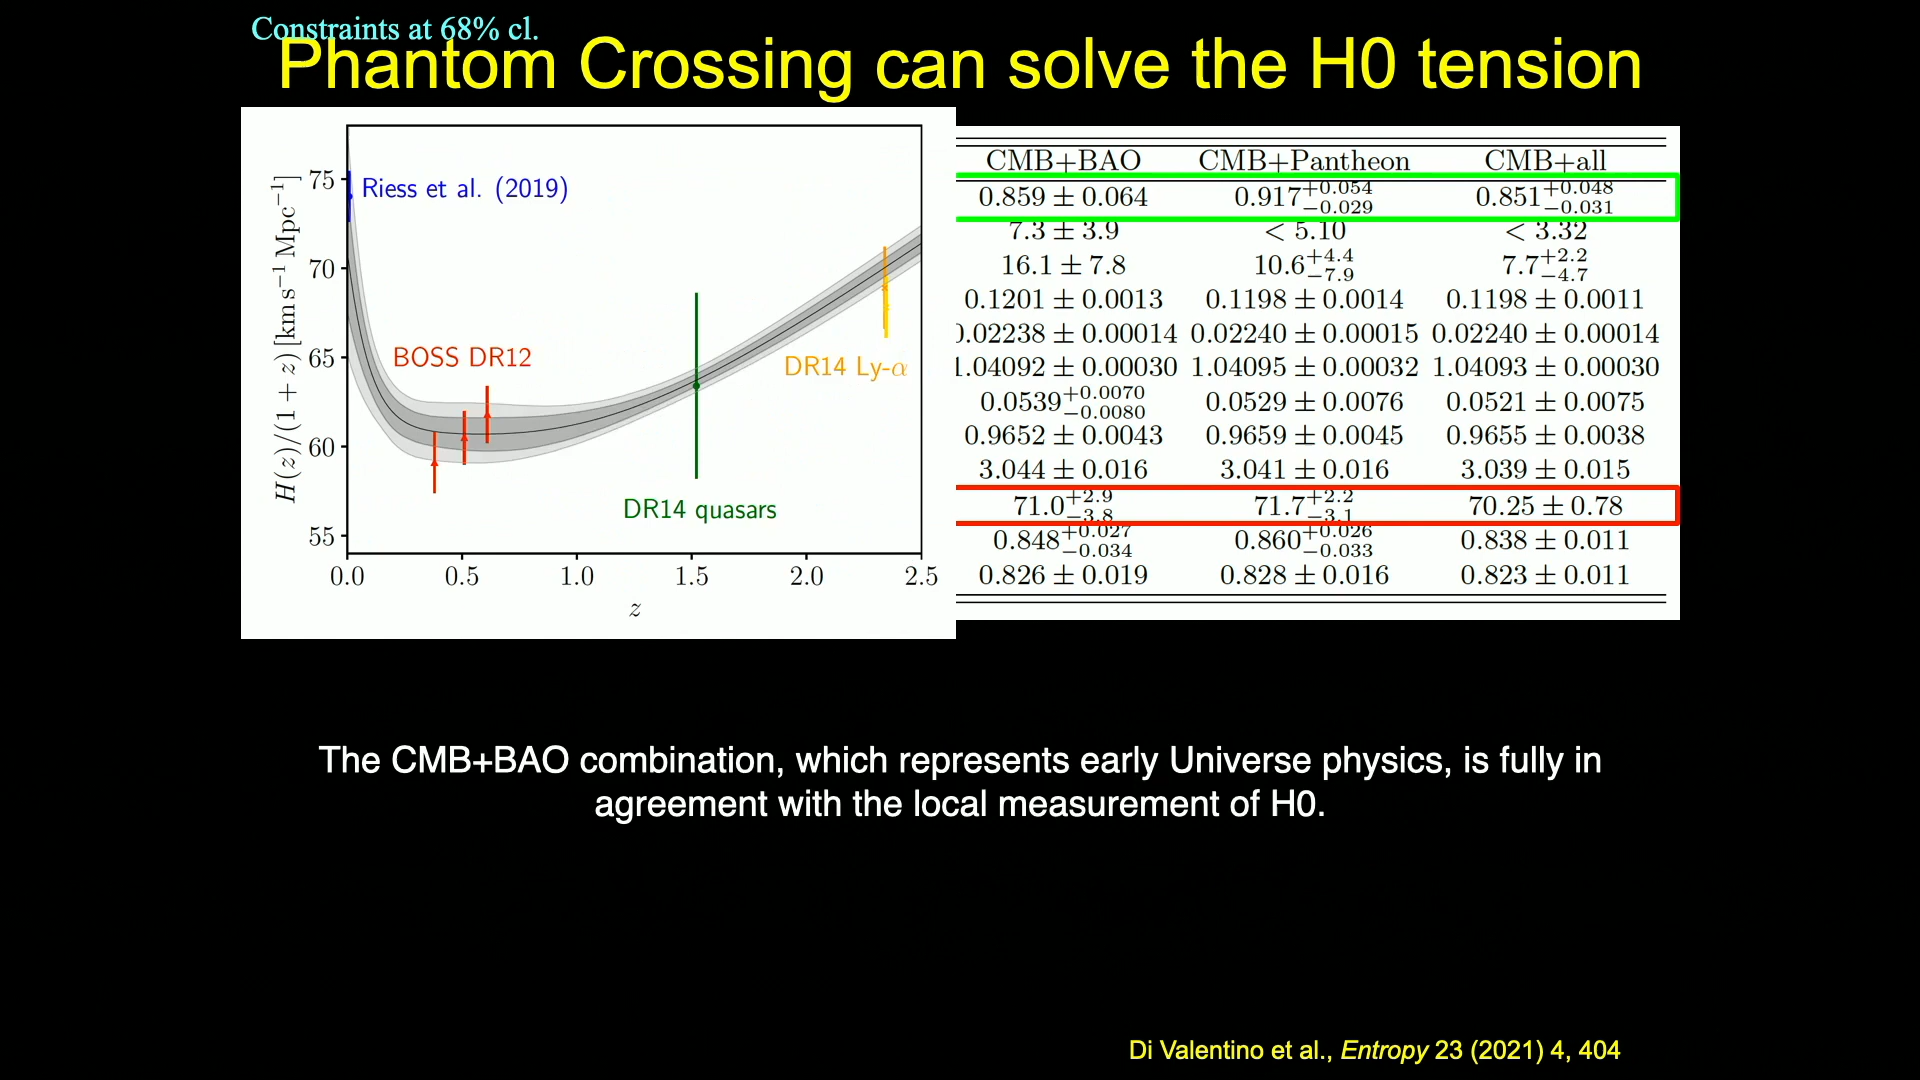 Constraints at 68% cl.
Phantom Crossing can solve the H0 tension
H(z)/(1 + z) [km s⁻¹ Mpc⁻¹]
75
70
65
60
55
Riess et al. (2019)
BOSS DR12
DR14 Ly-α
DR14 quasars
0.0 0.5 1.0 1.5 2.0 2.5
z
CMB+BAO CMB+Pantheon CMB+all
0.859 ± 0.064 0.917+0.054−0.029 0.851+0.048−0.031
7.3 ± 3.9 < 5.10 < 3.32
16.1 ± 7.8 10.6+4.4−7.9 7.7+2.2−4.7
0.1201 ± 0.0013 0.1198 ± 0.0014 0.1198 ± 0.0011
0.02238 ± 0.00014 0.02240 ± 0.00015 0.02240 ± 0.00014
1.04092 ± 0.00030 1.04095 ± 0.00032 1.04093 ± 0.00030
0.0539+0.0070−0.0080 0.0529 ± 0.0076 0.0521 ± 0.0075
0.9652 ± 0.0043 0.9659 ± 0.0045 0.9655 ± 0.0038
3.044 ± 0.016 3.041 ± 0.016 3.039 ± 0.015
71.0+2.9−3.8 71.7+2.2−3.1 70.25 ± 0.78
0.848+0.027−0.034 0.860+0.026−0.033 0.838 ± 0.011
0.826 ± 0.019 0.828 ± 0.016 0.823 ± 0.011
The CMB+BAO combination, which represents early Universe physics, is fully in
agreement with the local measurement of H0.
Di Valentino et al., Entropy 23 (2021) 4, 404